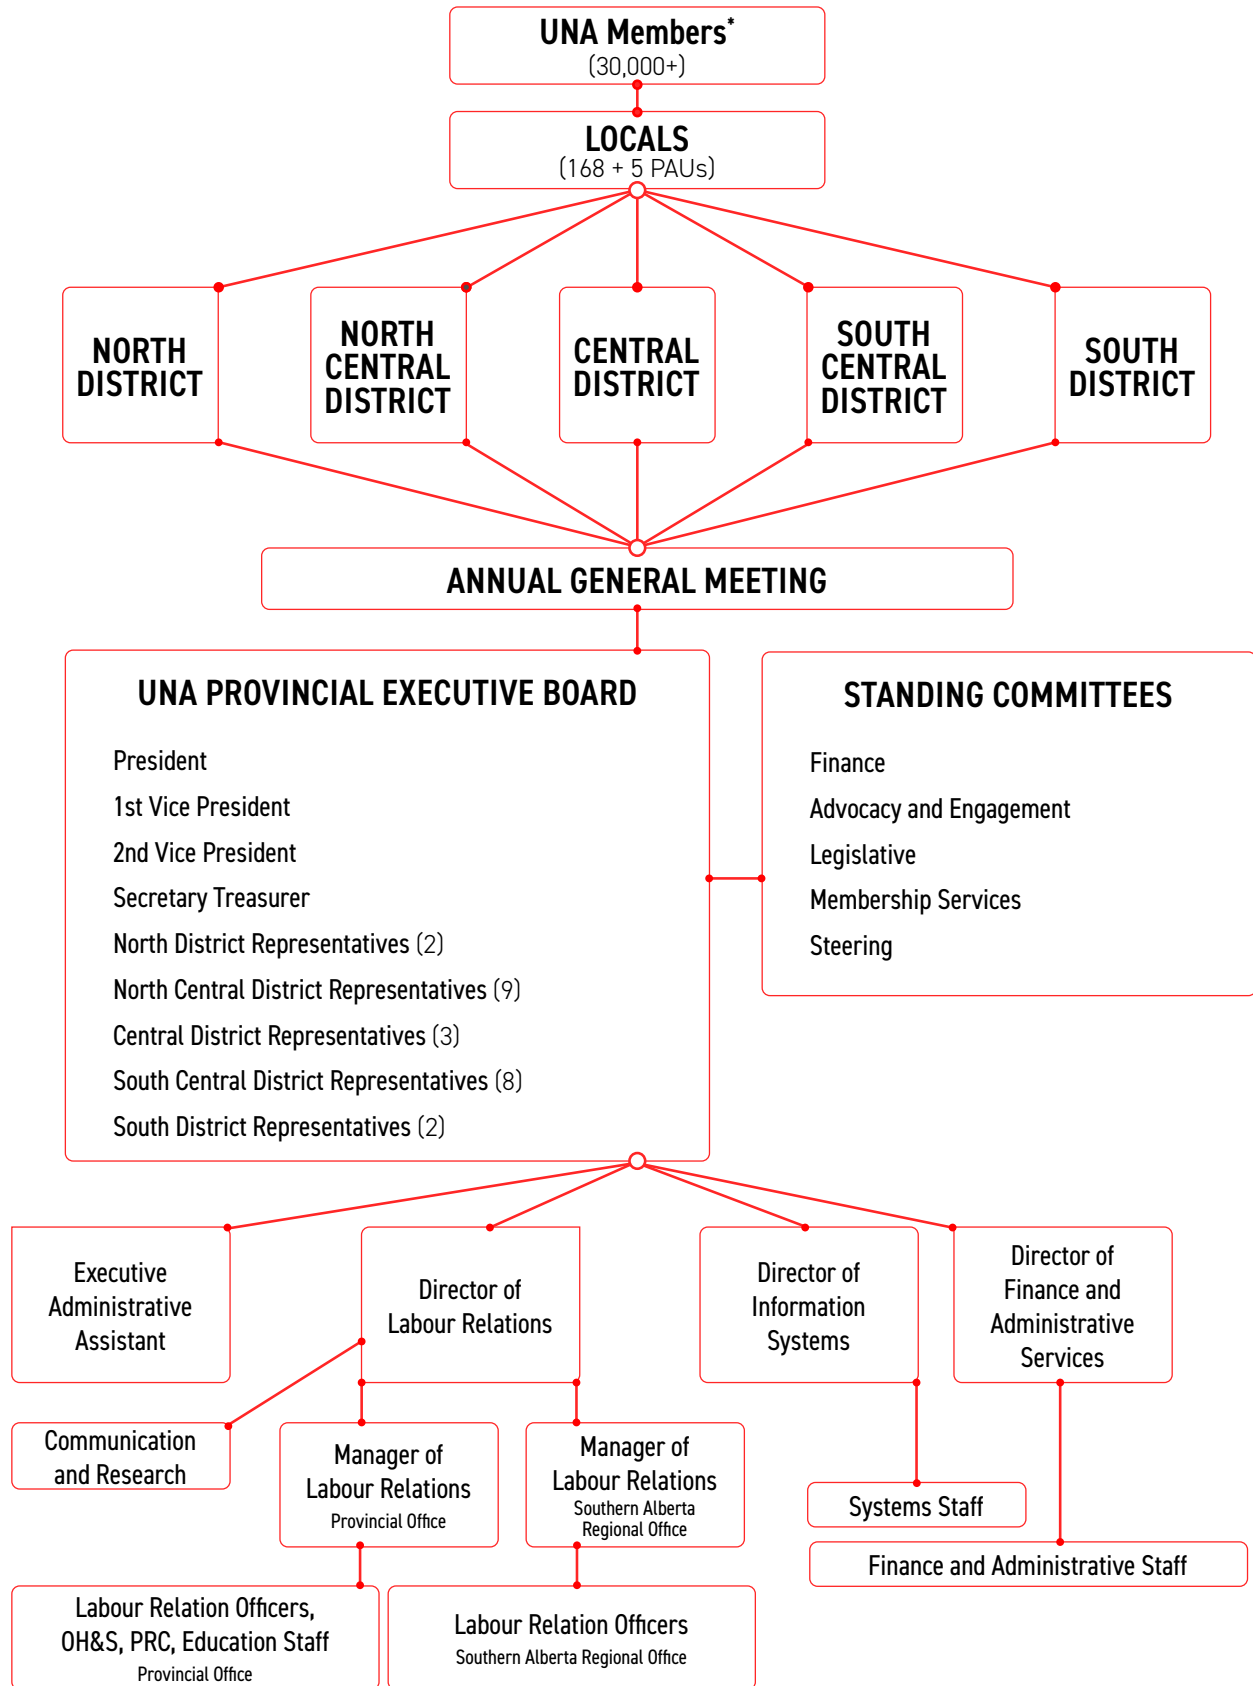 UNA Members*
(30,000+)
LOCALS
(168 + 5 PAUs)
NORTH
DISTRICT
NORTH
CENTRAL
DISTRICT
CENTRAL
DISTRICT
SOUTH
CENTRAL
DISTRICT
SOUTH
DISTRICT
ANNUAL GENERAL MEETING
UNA PROVINCIAL EXECUTIVE BOARD
President
1st Vice President
2nd Vice President
Secretary Treasurer
North District Representatives (2)
North Central District Representatives (9)
Central District Representatives (3)
South Central District Representatives (8)
South District Representatives (2)
STANDING COMMITTEES
Finance
Advocacy and Engagement
Legislative
Membership Services
Steering
Executive
Administrative
Assistant
Director of
Labour Relations
Director of
Information
Systems
Director of
Finance and
Administrative
Services
Communication
and Research
Manager of
Labour Relations
Provincial Office
Manager of
Labour Relations
Southern Alberta
Regional Office
Systems Staff
Finance and Administrative Staff
Labour Relation Officers,
OH&S, PRC, Education Staff
Provincial Office
Labour Relation Officers
Southern Alberta Regional Office